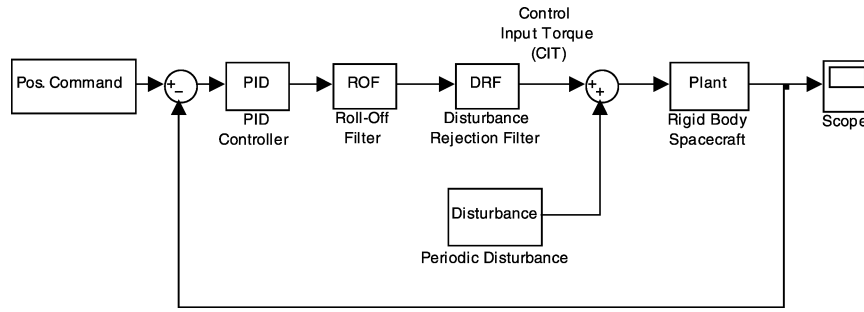 Control
Input Torque
(CIT)
Pos. Command
+
−
PID
PID
Controller
ROF
Roll-Off
Filter
DRF
Disturbance
Rejection Filter
+
+
Plant
Rigid Body
Spacecraft
Scope
Disturbance
Periodic Disturbance